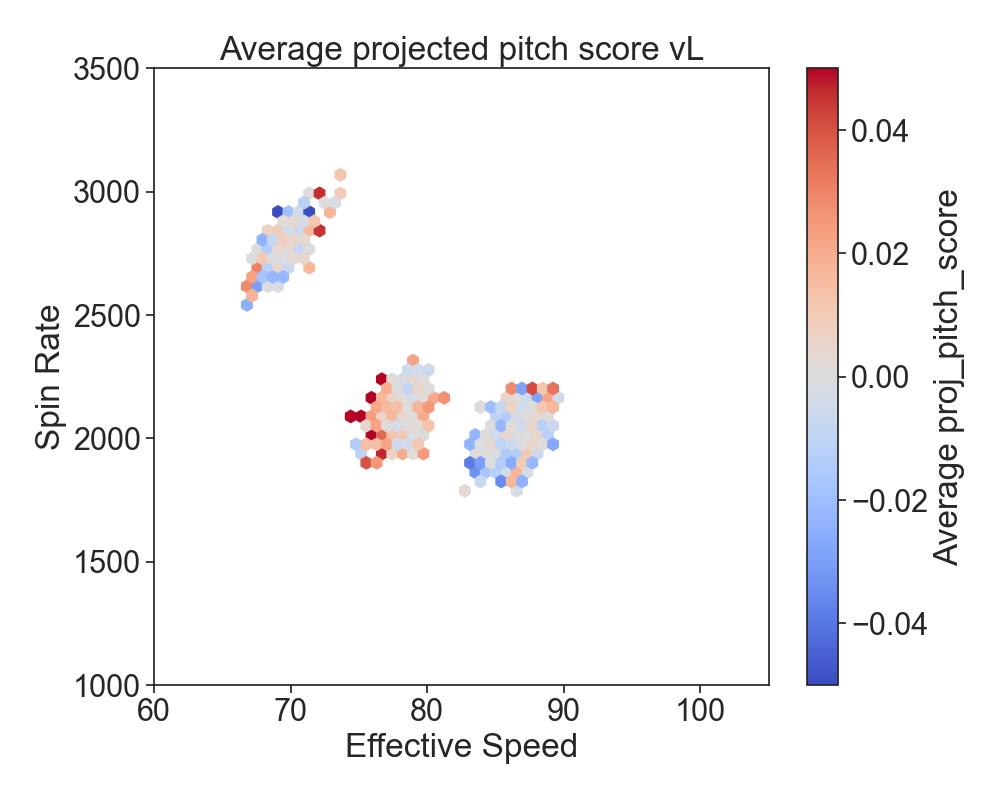 Average projected pitch score vL
3500
3000
2500
2000
1500
1000
Spin Rate
60 70 80 90 100
Effective Speed
0.04
0.02
0.00
−0.02
−0.04
Average proj_pitch_score